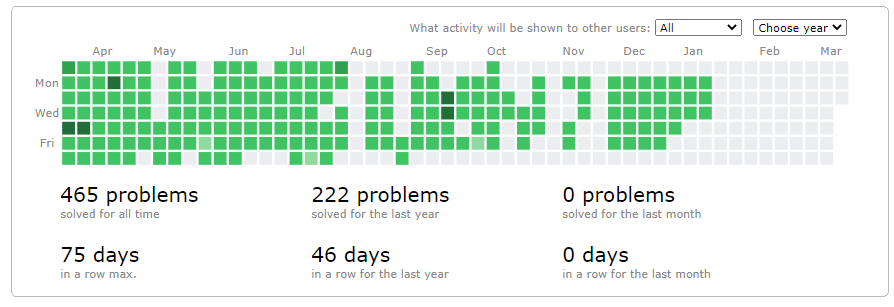 What activity will be shown to other users: All Choose year
Apr May Jun Jul Aug Sep Oct Nov Dec Jan Feb Mar
Mon
Wed
Fri
465 problems 222 problems 0 problems
solved for all time solved for the last year solved for the last month
75 days 46 days 0 days
in a row max. in a row for the last year in a row for the last month